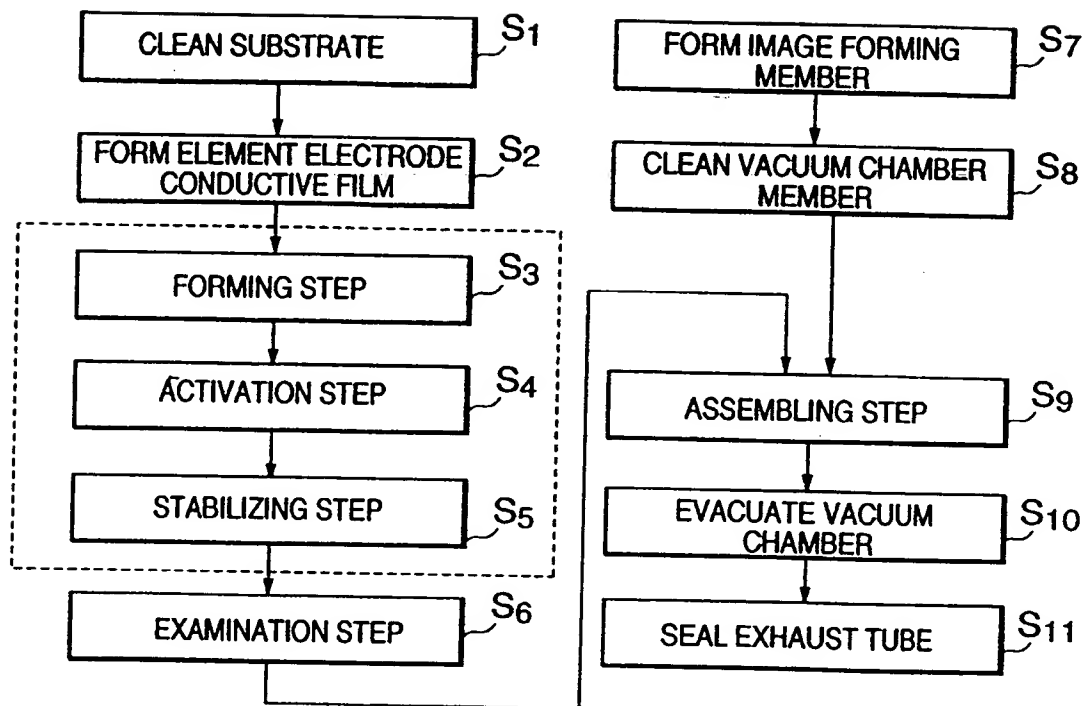 CLEAN SUBSTRATE
S1
FORM ELEMENT ELECTRODE
CONDUCTIVE FILM
S2
FORMING STEP
S3
ACTIVATION STEP
S4
STABILIZING STEP
S5
EXAMINATION STEP
S6
FORM IMAGE FORMING
MEMBER
S7
CLEAN VACUUM CHAMBER
MEMBER
S8
ASSEMBLING STEP
S9
EVACUATE VACUUM
CHAMBER
S10
SEAL EXHAUST TUBE
S11